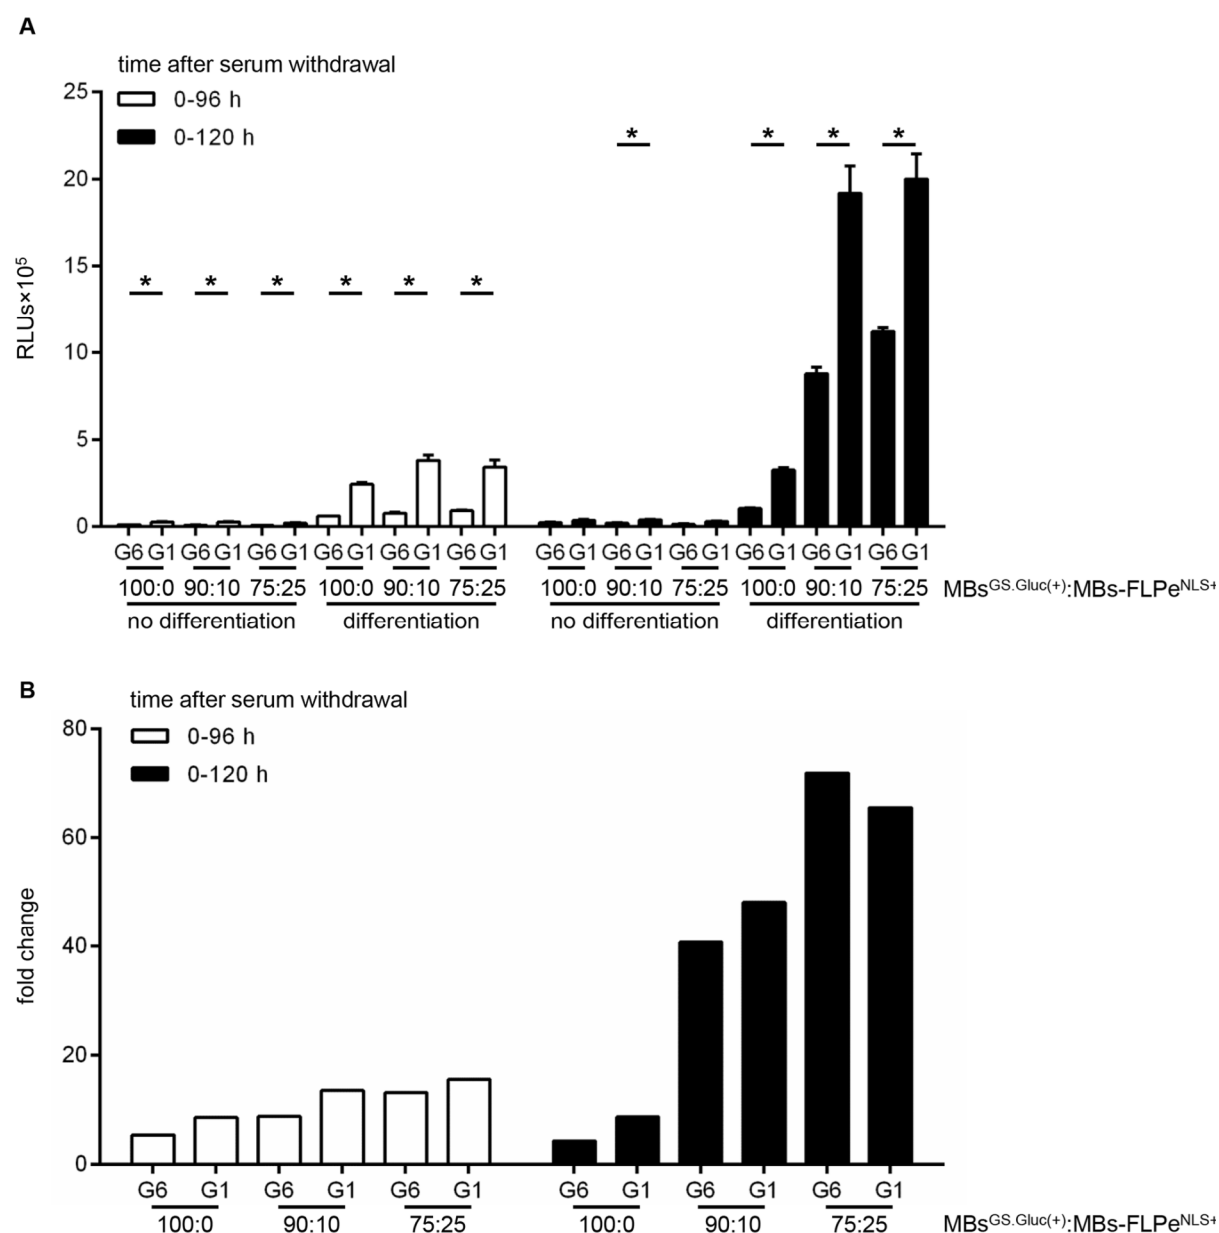 A
time after serum withdrawal
0-96 h
0-120 h
25
20
15
10
5
0
RLUs×10⁵
* * * * * * * * * *
G6 G1 G6 G1 G6 G1 G6 G1 G6 G1 G6 G1 G6 G1 G6 G1 G6 G1 G6 G1 G6 G1 G6 G1
100:0 90:10 75:25 100:0 90:10 75:25 100:0 90:10 75:25 100:0 90:10 75:25 MBsGS.Gluc(+):MBs-FLPeNLS+
no differentiation differentiation no differentiation differentiation
B
time after serum withdrawal
0-96 h
0-120 h
80
60
40
20
0
fold change
G6 G1 G6 G1 G6 G1 G6 G1 G6 G1 G6 G1
100:0 90:10 75:25 100:0 90:10 75:25 MBsGS.Gluc(+):MBs-FLPeNLS+